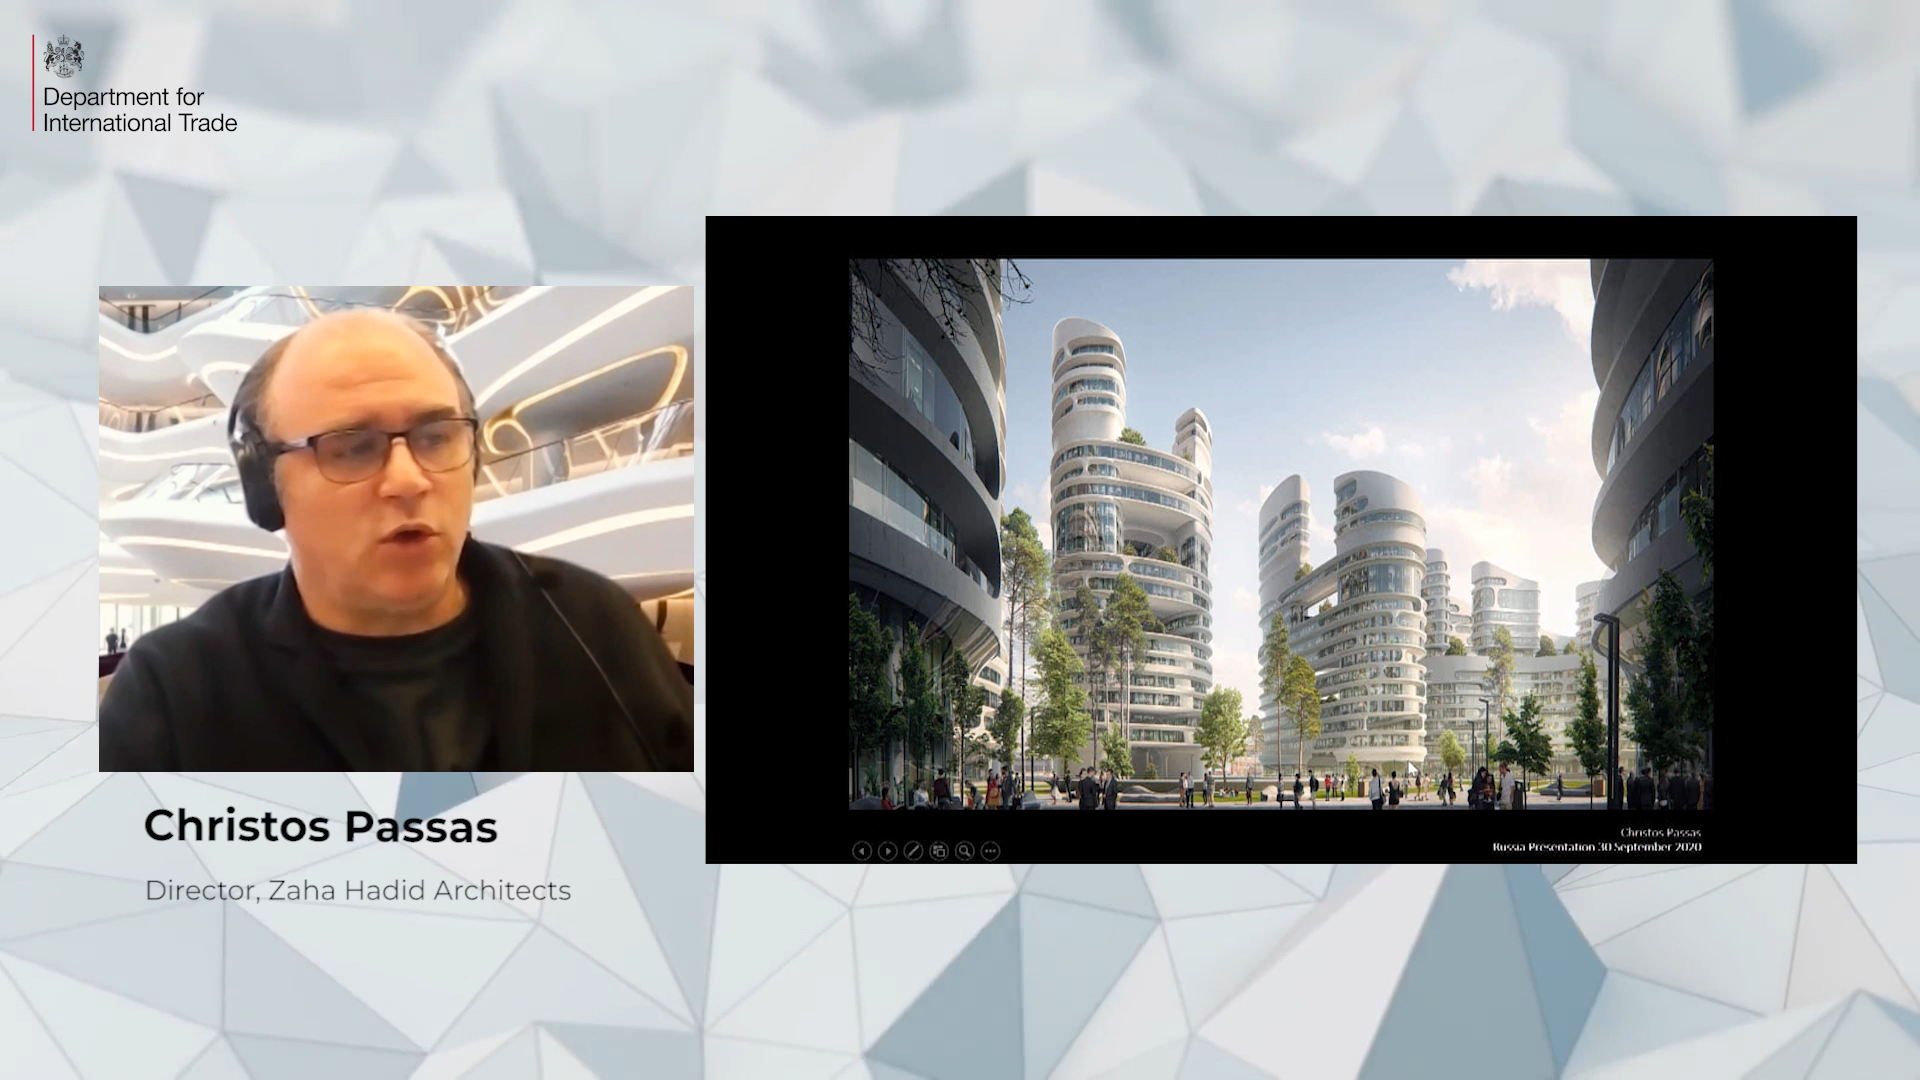 Department for
International Trade
Christos Passas
Director, Zaha Hadid Architects
Christos Passas
Russia Presentation 30 September 2020